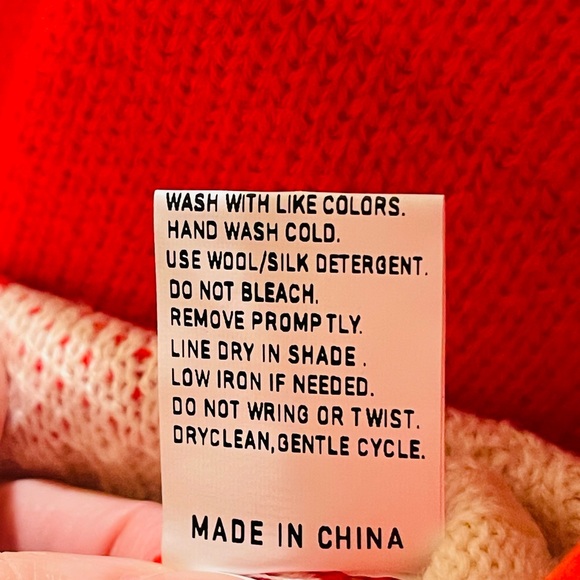 WASH WITH LIKE COLORS.
HAND WASH COLD.
USE WOOL/SILK DETERGENT.
DO NOT BLEACH.
REMOVE PROMPTLY.
LINE DRY IN SHADE .
LOW IRON IF NEEDED.
DO NOT WRING OR TWIST.
DRYCLEAN,GENTLE CYCLE.
MADE IN CHINA